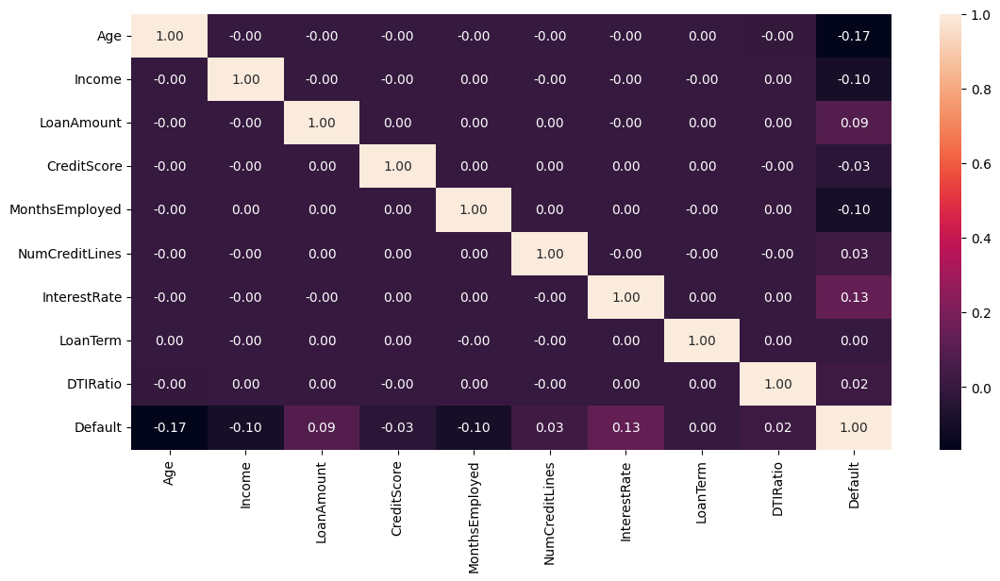 Age 1.00 -0.00 -0.00 -0.00 -0.00 -0.00 -0.00 0.00 -0.00 -0.17
Income -0.00 1.00 -0.00 -0.00 0.00 -0.00 -0.00 -0.00 0.00 -0.10
LoanAmount -0.00 -0.00 1.00 0.00 0.00 0.00 -0.00 0.00 0.00 0.09
CreditScore -0.00 -0.00 0.00 1.00 0.00 0.00 0.00 0.00 -0.00 -0.03
MonthsEmployed -0.00 0.00 0.00 0.00 1.00 0.00 0.00 -0.00 0.00 -0.10
NumCreditLines -0.00 -0.00 0.00 0.00 0.00 1.00 -0.00 -0.00 -0.00 0.03
InterestRate -0.00 -0.00 -0.00 0.00 0.00 -0.00 1.00 0.00 0.00 0.13
LoanTerm 0.00 -0.00 0.00 0.00 -0.00 -0.00 0.00 1.00 0.00 0.00
DTIRatio -0.00 0.00 0.00 -0.00 0.00 -0.00 0.00 0.00 1.00 0.02
Default -0.17 -0.10 0.09 -0.03 -0.10 0.03 0.13 0.00 0.02 1.00
Age
Income
LoanAmount
CreditScore
MonthsEmployed
NumCreditLines
InterestRate
LoanTerm
DTIRatio
Default
1.0
0.8
0.6
0.4
0.2
0.0